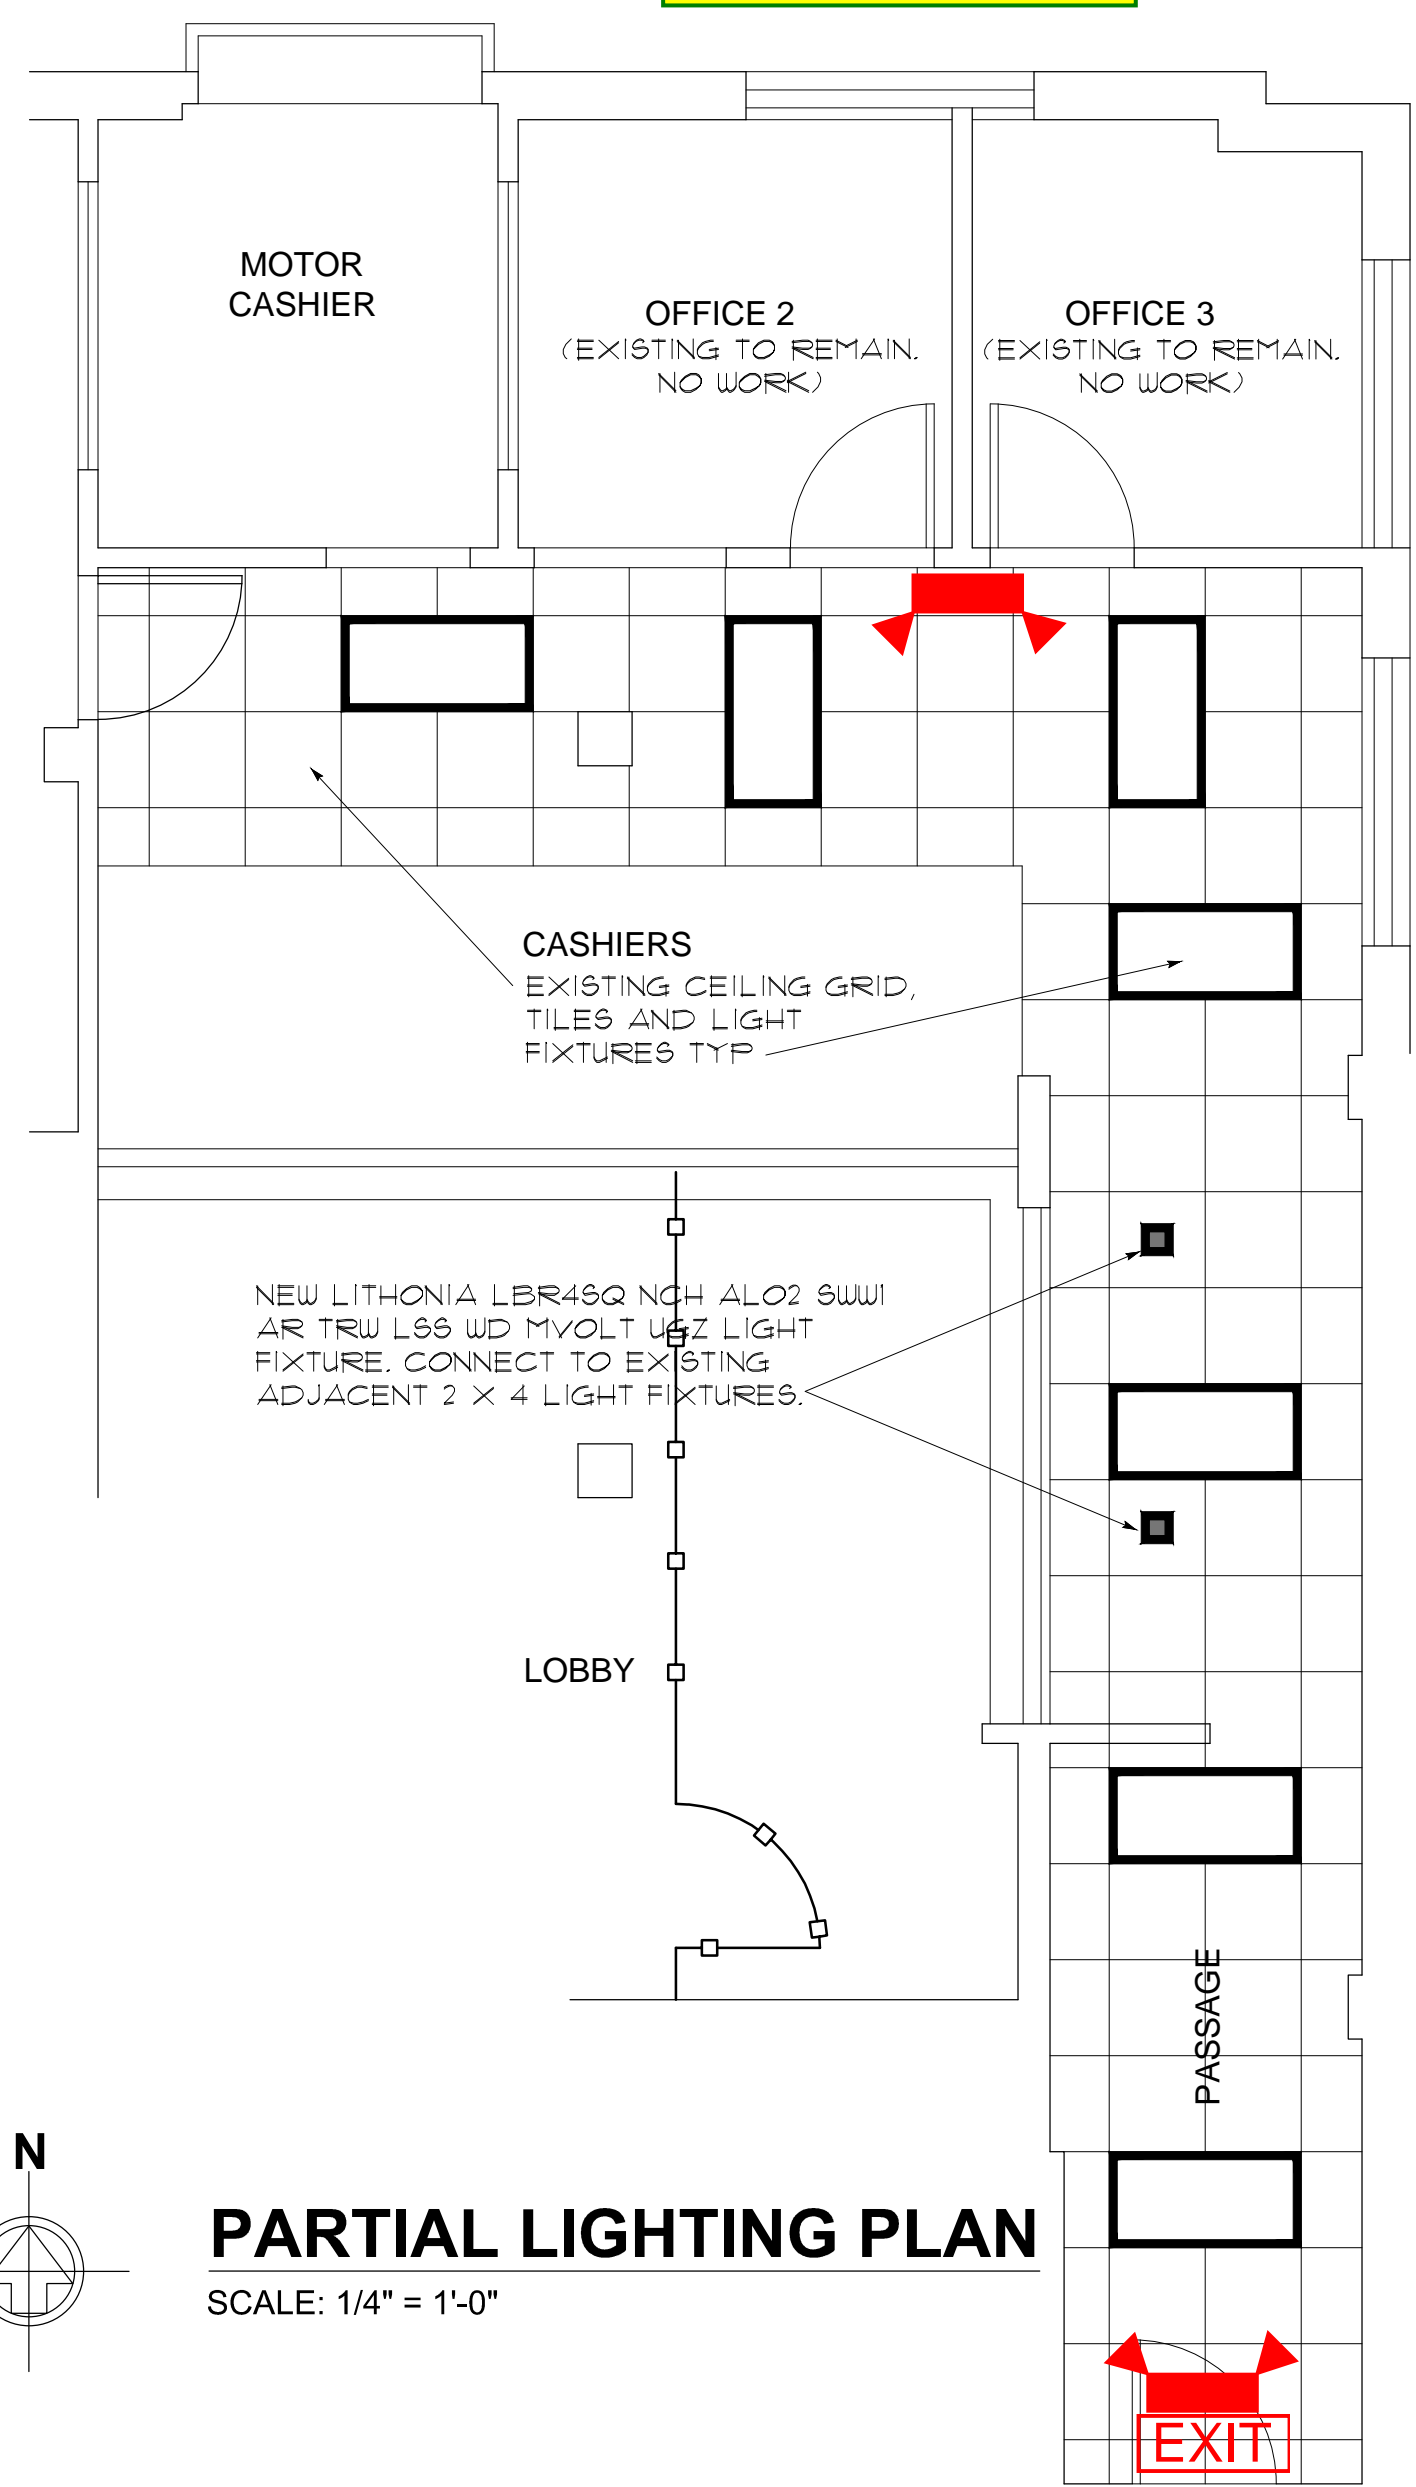 MOTOR
CASHIER
OFFICE 2
(EXISTING TO REMAIN.
NO WORK)
OFFICE 3
(EXISTING TO REMAIN.
NO WORK)
CASHIERS
EXISTING CEILING GRID,
TILES AND LIGHT
FIXTURES TYP
NEW LITHONIA LBR4SQ NCH ALO2 SWW1
AR TRW LSS WD MVOLT UGZ LIGHT
FIXTURE. CONNECT TO EXISTING
ADJACENT 2 X 4 LIGHT FIXTURES.
LOBBY
PASSAGE
N
PARTIAL LIGHTING PLAN
SCALE: 1/4" = 1'-0"
EXIT